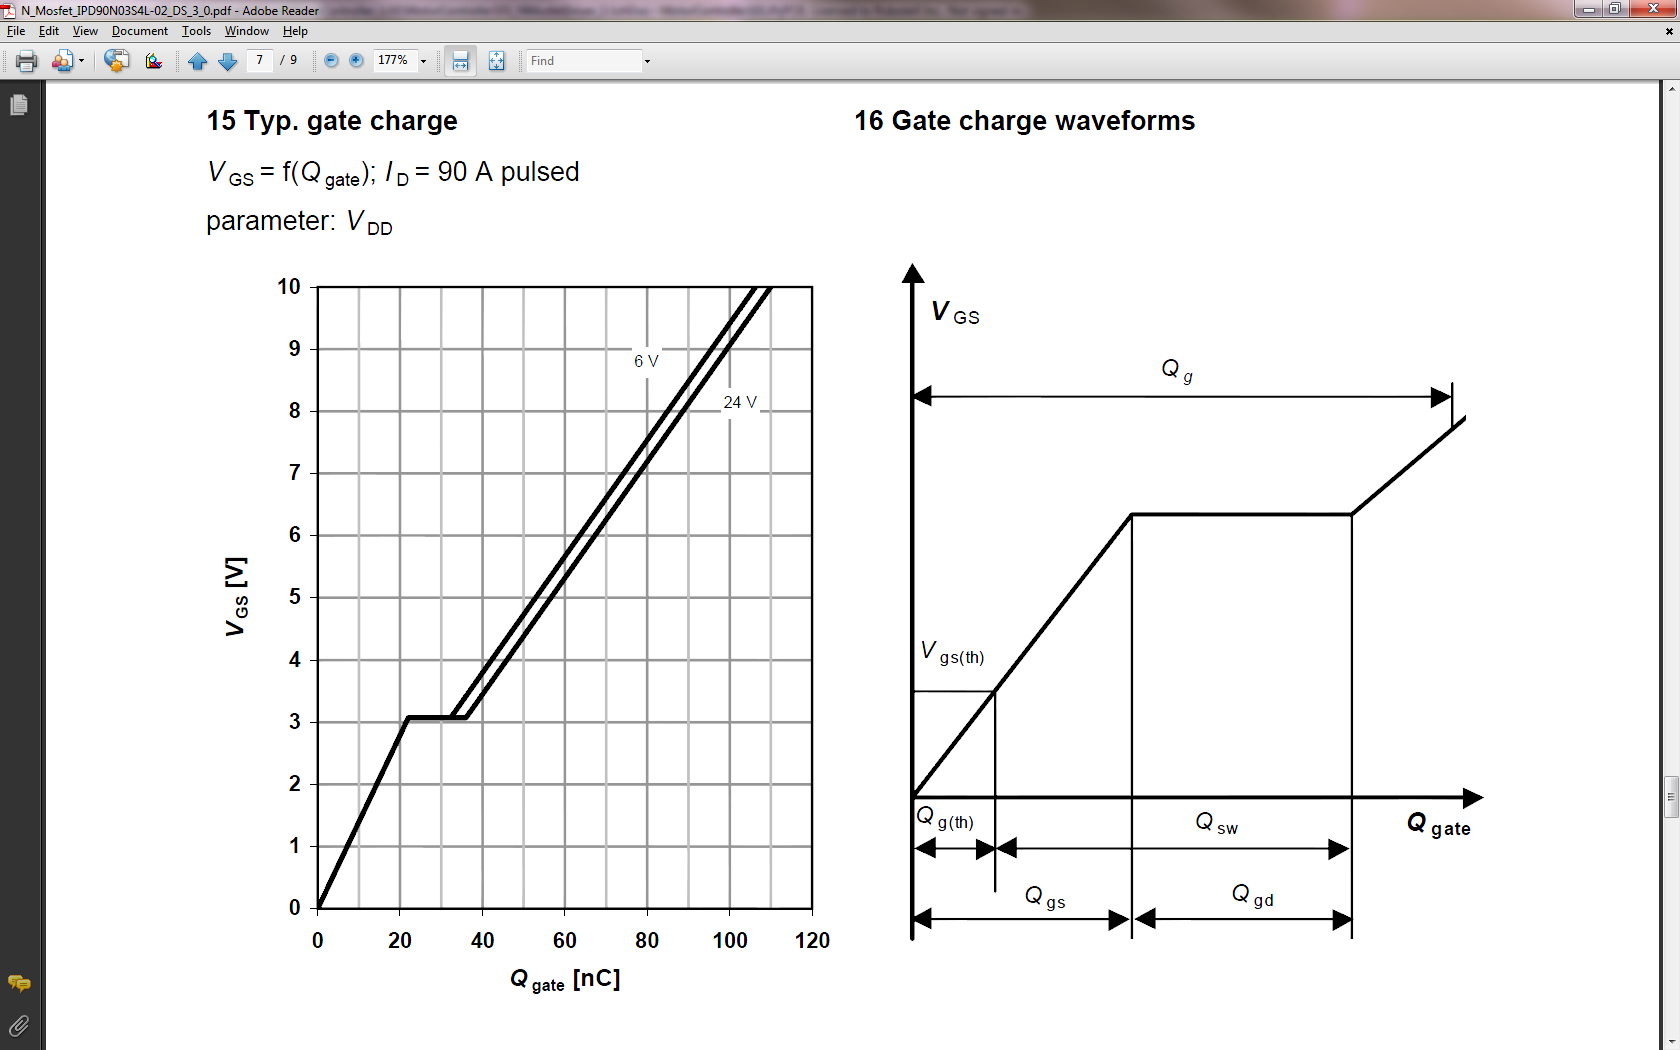 N_Mosfet_IPD90N03S4L-02_DS_3_0.pdf - Adobe Reader
File Edit View Document Tools Window Help
7 / 9 177% Find
15 Typ. gate charge
V GS = f(Q gate); I D = 90 A pulsed
parameter: V DD
10
9
8
7
6
5
4
3
2
1
0
V GS [V]
6 V
24 V
0 20 40 60 80 100 120
Q gate [nC]
16 Gate charge waveforms
V GS
Q g
V gs(th)
Q g(th)
Q sw
Q gate
Q gs
Q gd